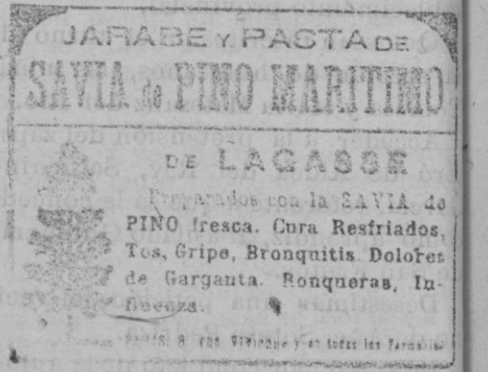 JARABE Y PASTA DE
SAVIA de PINO MARITIMO
DE LAGASSE
Preparados con la SAVIA de
PINO fresca. Cura Resfriados,
Tos, Gripe, Bronquitis Dolores
de Garganta. Ronqueras, In-
fluenza.
8 rue Vivienne y en todas las Farmacias